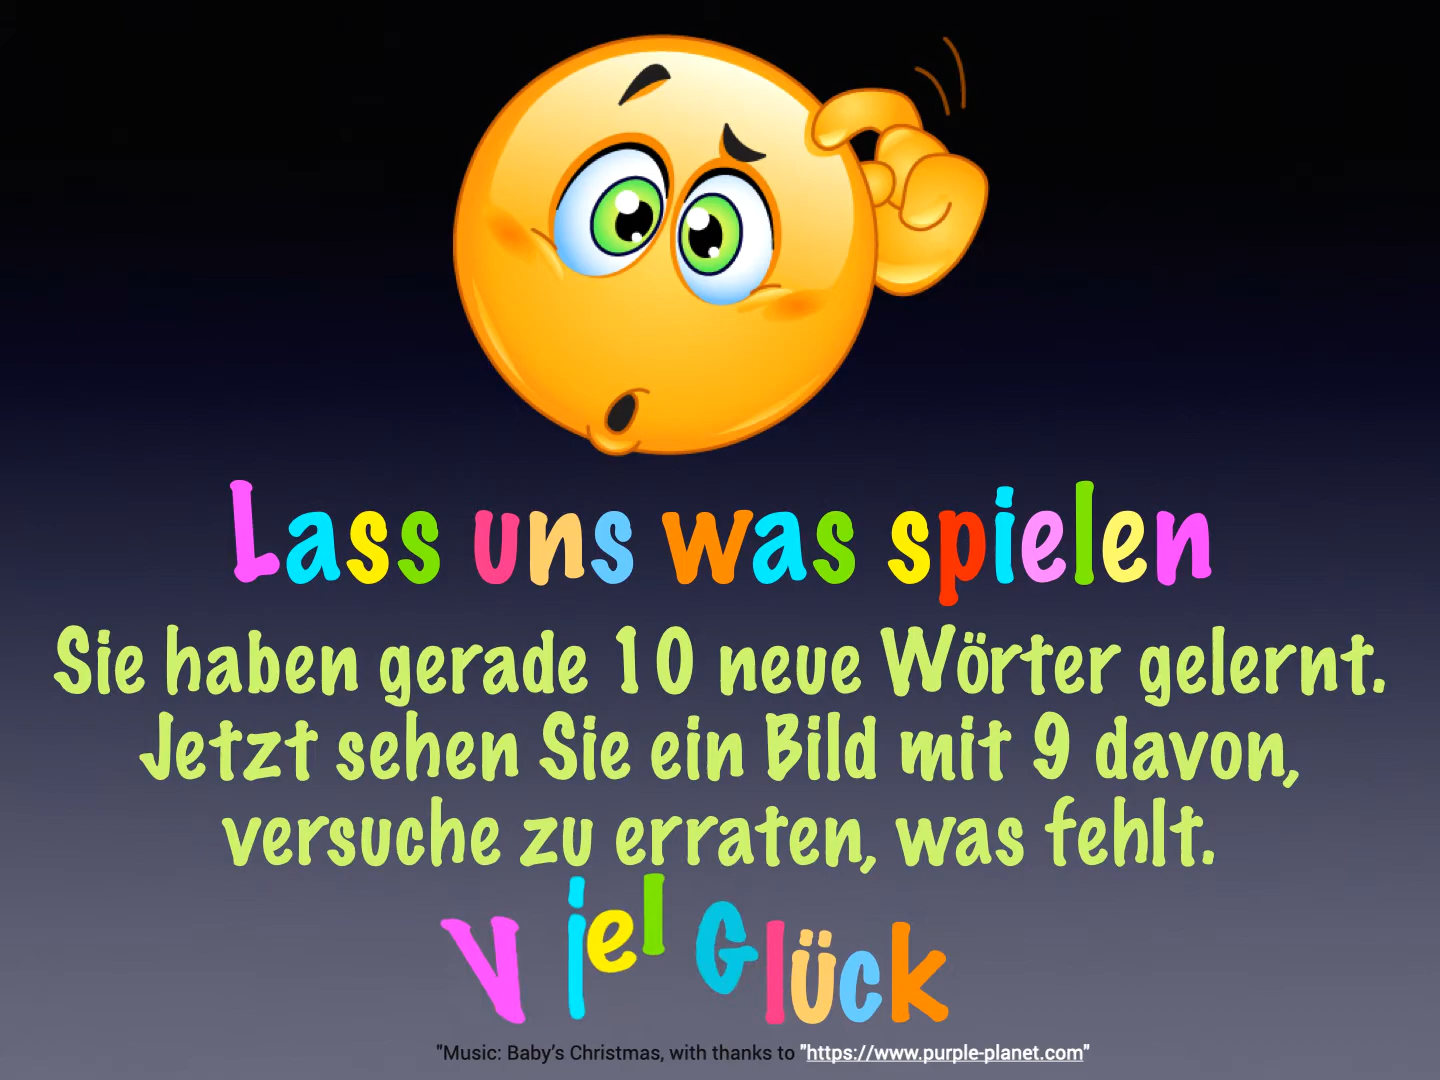 Lass uns was spielen
Sie haben gerade 10 neue Wörter gelernt.
Jetzt sehen Sie ein Bild mit 9 davon,
versuche zu erraten, was fehlt.
Viel Glück
"Music: Baby’s Christmas, with thanks to "https://www.purple-planet.com"